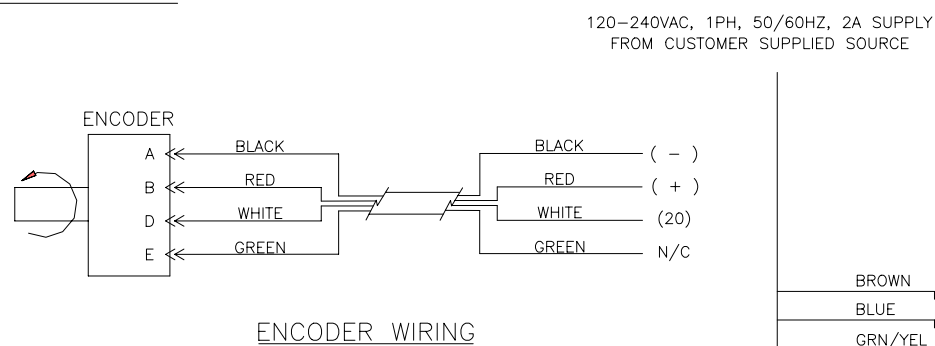 120-240VAC, 1PH, 50/60HZ, 2A SUPPLY
FROM CUSTOMER SUPPLIED SOURCE
ENCODER
A BLACK BLACK ( - )
B RED RED ( + )
D WHITE WHITE (20)
E GREEN GREEN N/C
ENCODER WIRING
BROWN
BLUE
GRN/YEL